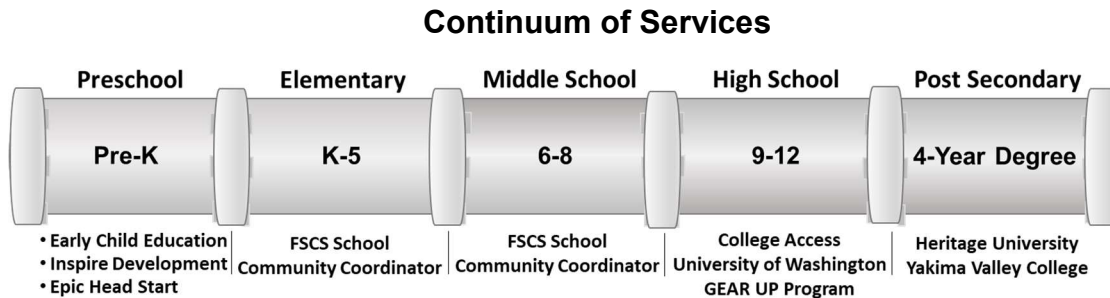 Continuum of Services
Preschool
Elementary
Middle School
High School
Post Secondary
Pre-K
K-5
6-8
9-12
4-Year Degree
• Early Child Education
• Inspire Development
• Epic Head Start
FSCS School
Community Coordinator
FSCS School
Community Coordinator
College Access
University of Washington
GEAR UP Program
Heritage University
Yakima Valley College